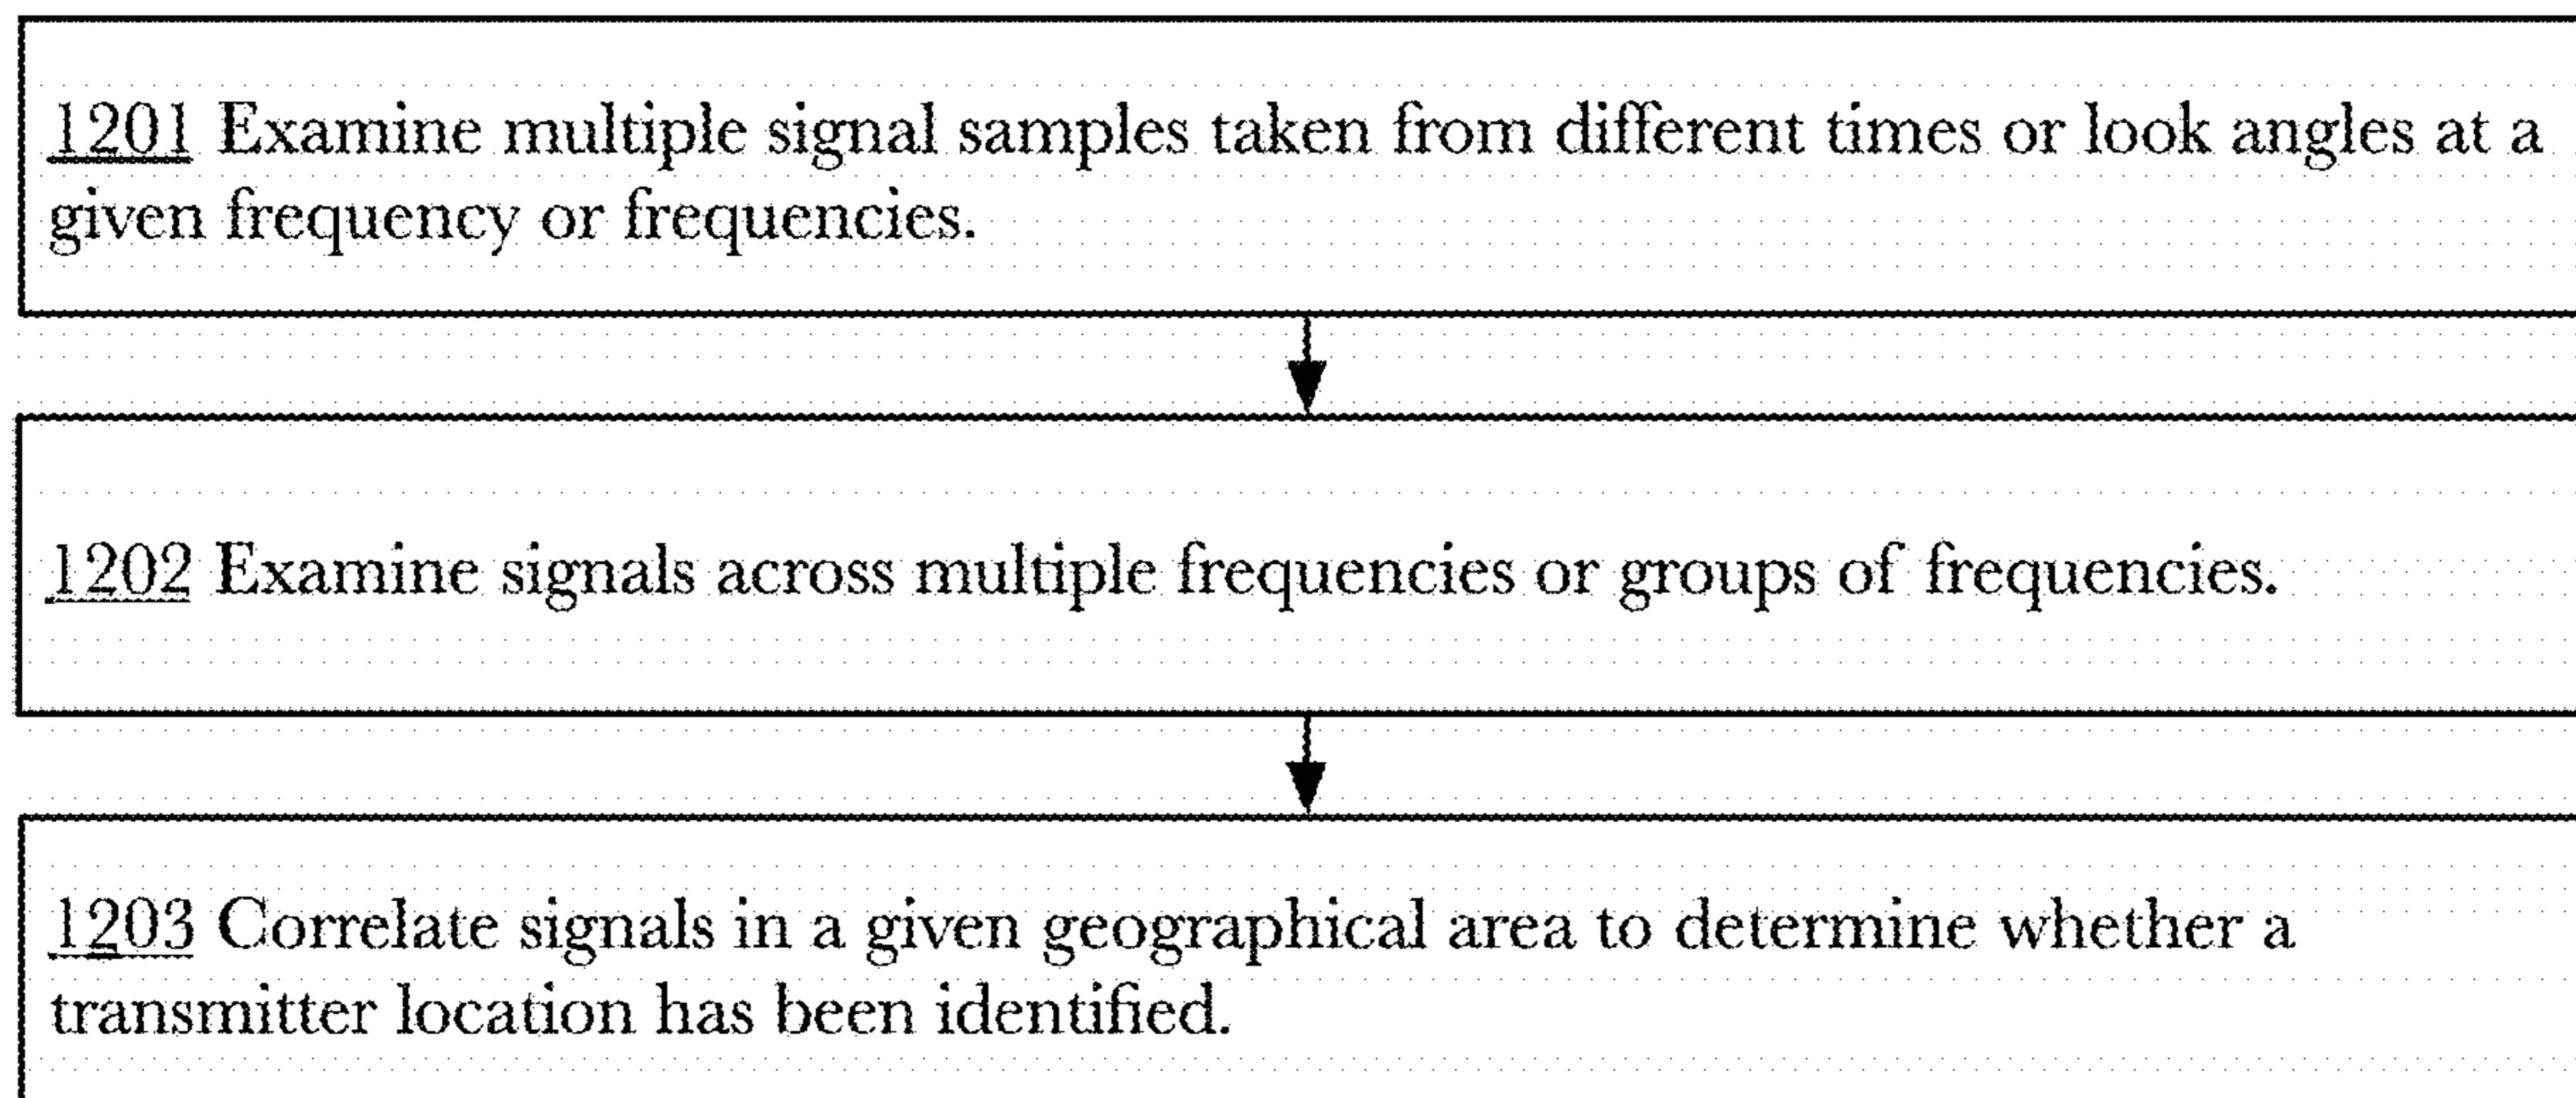 1201 Examine multiple signal samples taken from different times or look angles at a
given frequency or frequencies.
1202 Examine signals across multiple frequencies or groups of frequencies.
1203 Correlate signals in a given geographical area to determine whether a
transmitter location has been identified.